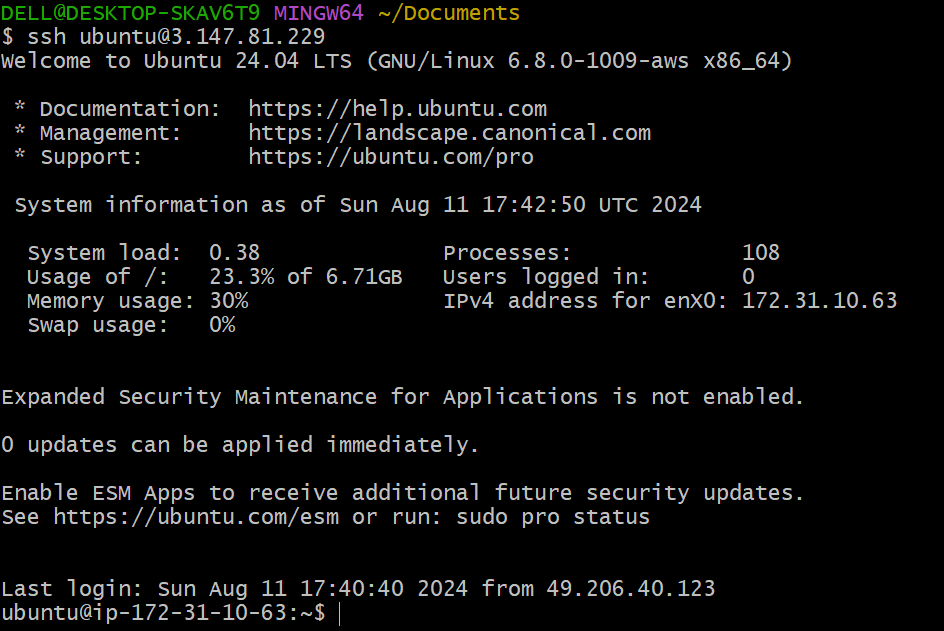 DELL@DESKTOP-SKAV6T9 MINGW64 ~/Documents
$ ssh ubuntu@3.147.81.229
Welcome to Ubuntu 24.04 LTS (GNU/Linux 6.8.0-1009-aws x86_64)

 * Documentation:  https://help.ubuntu.com
 * Management:     https://landscape.canonical.com
 * Support:        https://ubuntu.com/pro

 System information as of Sun Aug 11 17:42:50 UTC 2024

  System load:  0.38              Processes:             108
  Usage of /:   23.3% of 6.71GB   Users logged in:       0
  Memory usage: 30%               IPv4 address for enX0: 172.31.10.63
  Swap usage:   0%


Expanded Security Maintenance for Applications is not enabled.

0 updates can be applied immediately.

Enable ESM Apps to receive additional future security updates.
See https://ubuntu.com/esm or run: sudo pro status


Last login: Sun Aug 11 17:40:40 2024 from 49.206.40.123
ubuntu@ip-172-31-10-63:~$